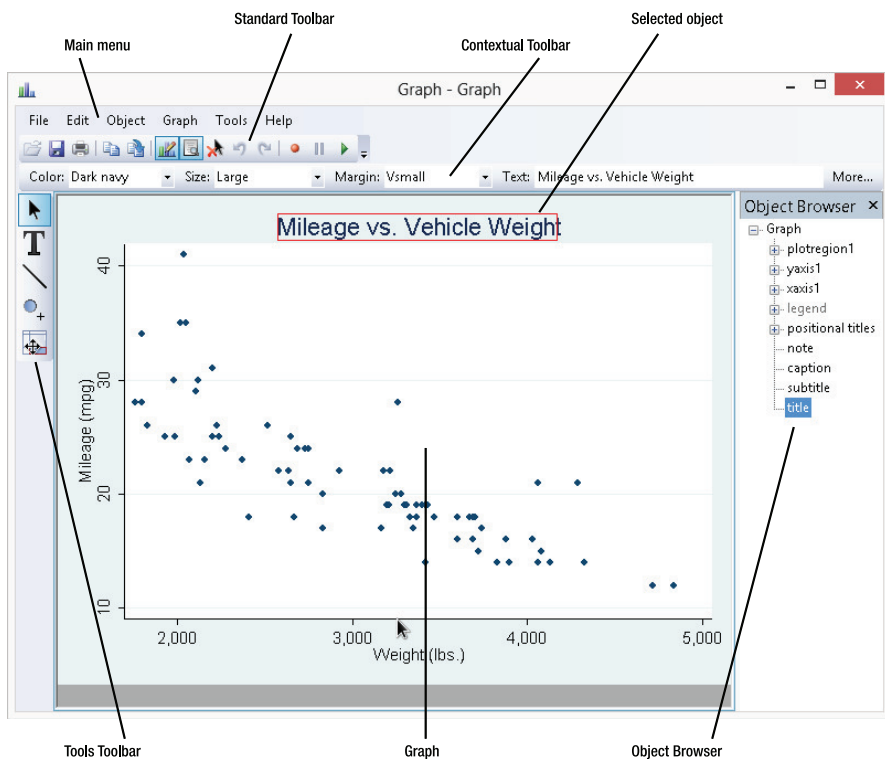 Standard Toolbar
Selected object
Main menu
Contextual Toolbar
Graph - Graph
File Edit Object Graph Tools Help
Color: Dark navy Size: Large Margin: Vsmall Text: Mileage vs. Vehicle Weight More...
Object Browser
Graph
plotregion1
yaxis1
xaxis1
legend
positional titles
note
caption
subtitle
title
T
Mileage vs. Vehicle Weight
Mileage (mpg)
40
30
20
10
2,000 3,000 4,000 5,000
Weight (lbs.)
Tools Toolbar
Graph
Object Browser